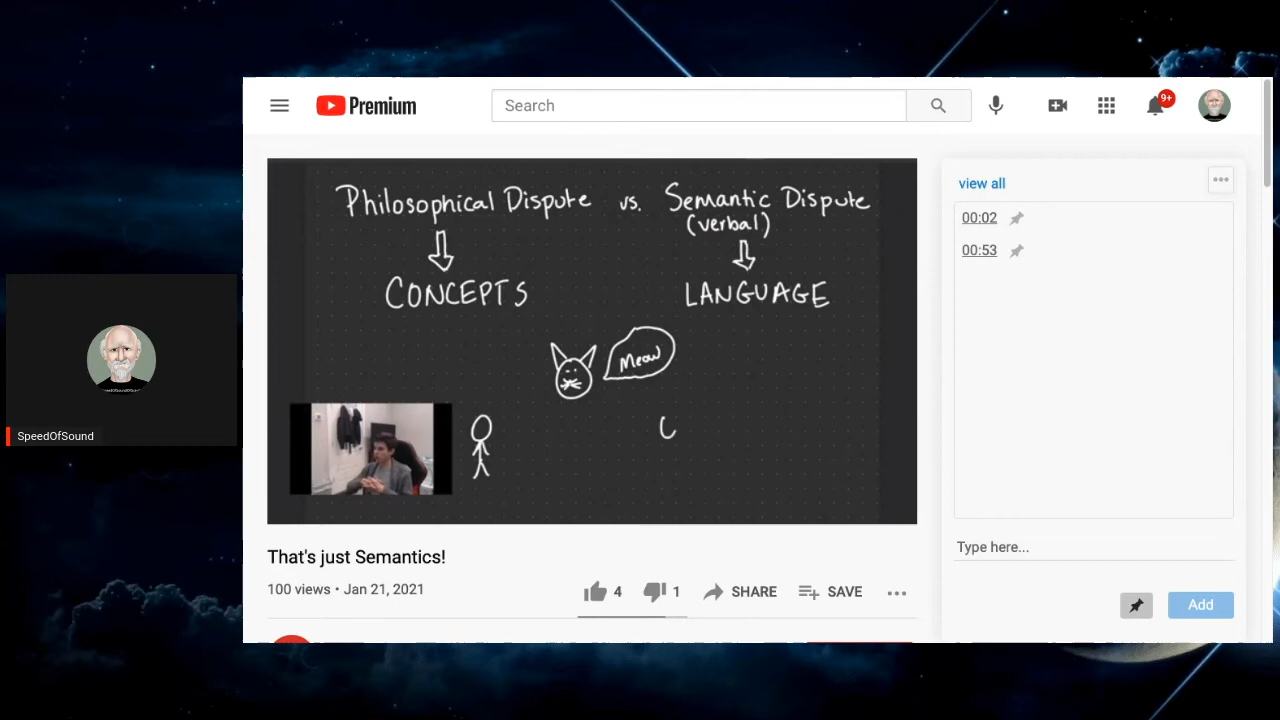 Premium
Search
9+
Philosophical Dispute vs. Semantic Dispute
(verbal)
CONCEPTS
LANGUAGE
Meow
view all
00:02
00:53
SpeedOfSound
That's just Semantics!
100 views • Jan 21, 2021
4
1
SHARE
SAVE
Type here...
Add